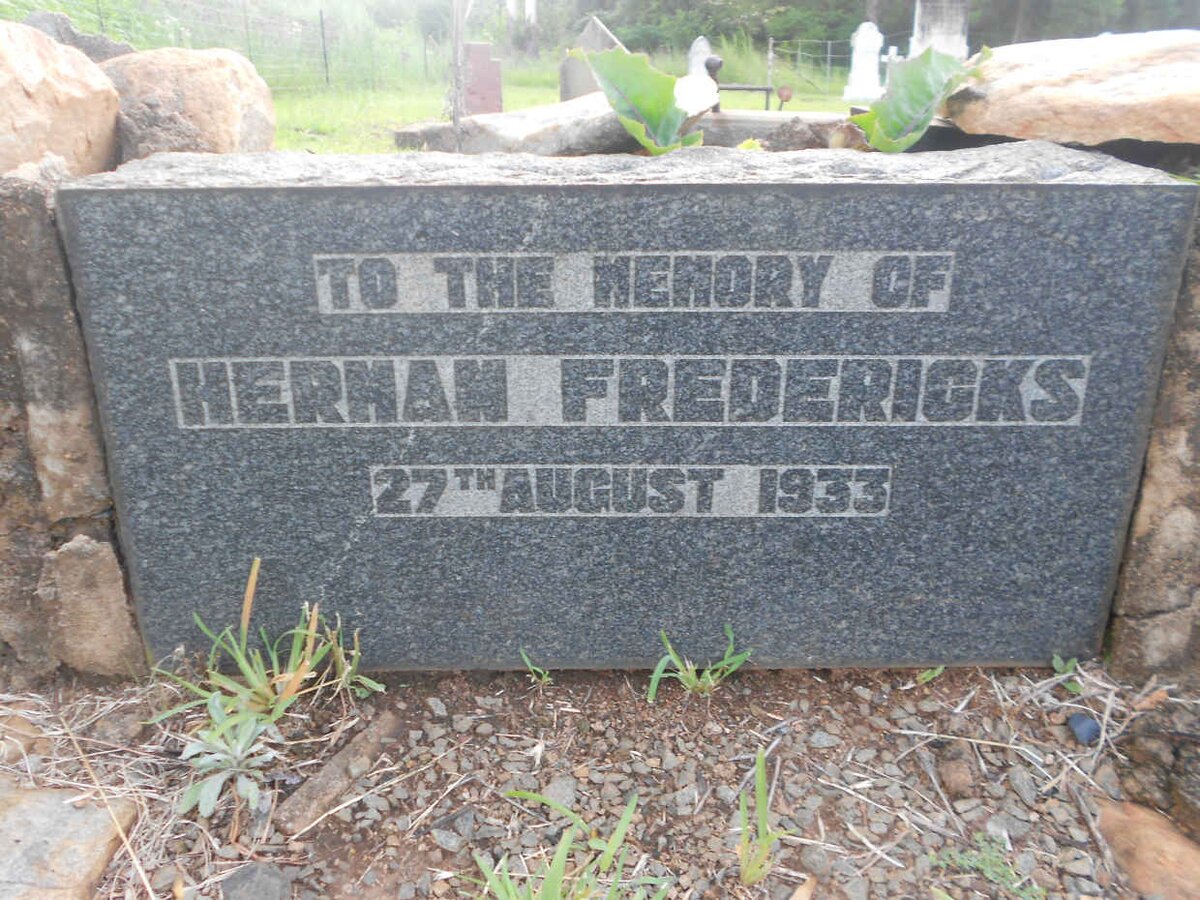 TO THE MEMORY OF
HERMAN FREDERICKS
27TH AUGUST 1933